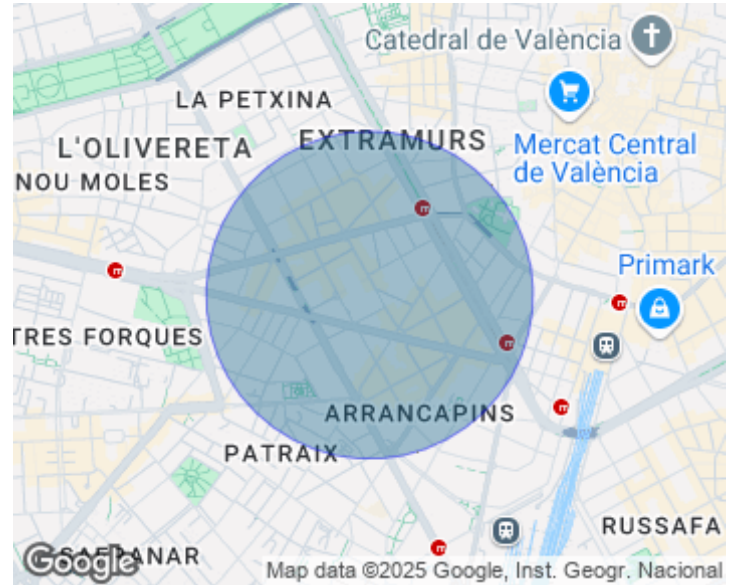 Catedral de València
LA PETXINA
EXTRAMURS
L'OLIVERETA
Mercat Central
de València
NOU MOLES
Primark
TRES FORQUES
ARRANCAPINS
PATRAIX
RUSSAFA
SAFRANAR
Google
Map data ©2025 Google, Inst. Geogr. Nacional